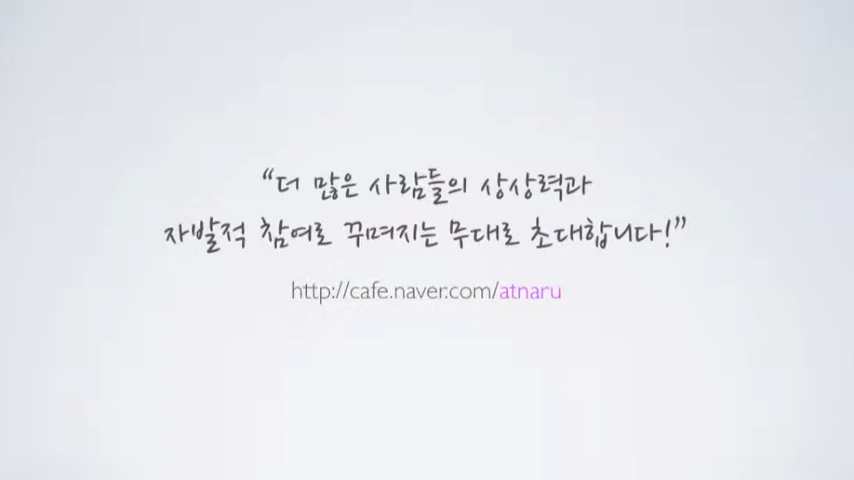 “더 많은 사람들의 상상력과
자발적 참여로 꾸며지는 무대로 초대합니다!”
http://cafe.naver.com/atnaru